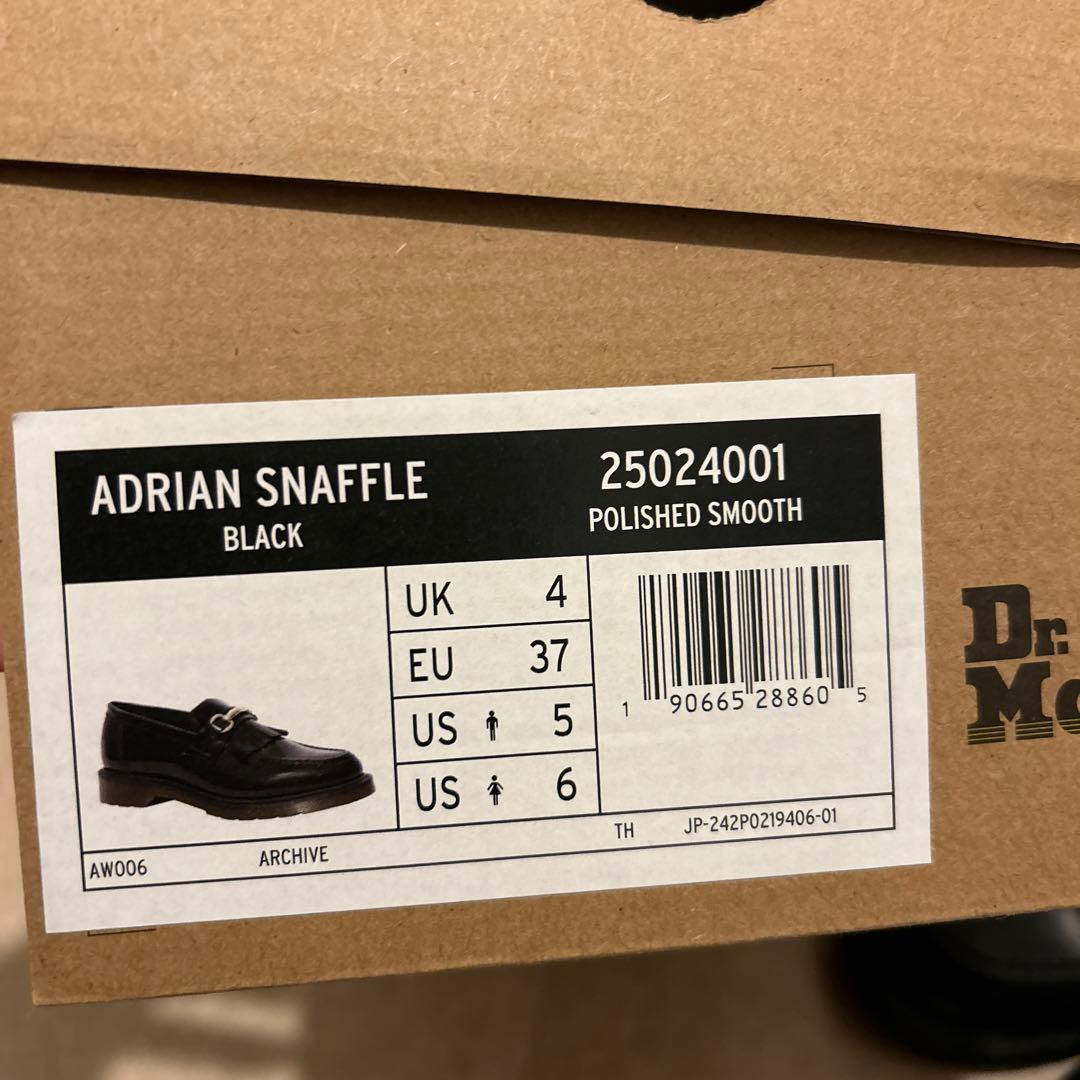 ADRIAN SNAFFLE
BLACK
25024001
POLISHED SMOOTH
UK 4
EU 37
US 5
US 6
1 90665 28860 5
TH JP-242P0219406-01
AW006 ARCHIVE
Dr.